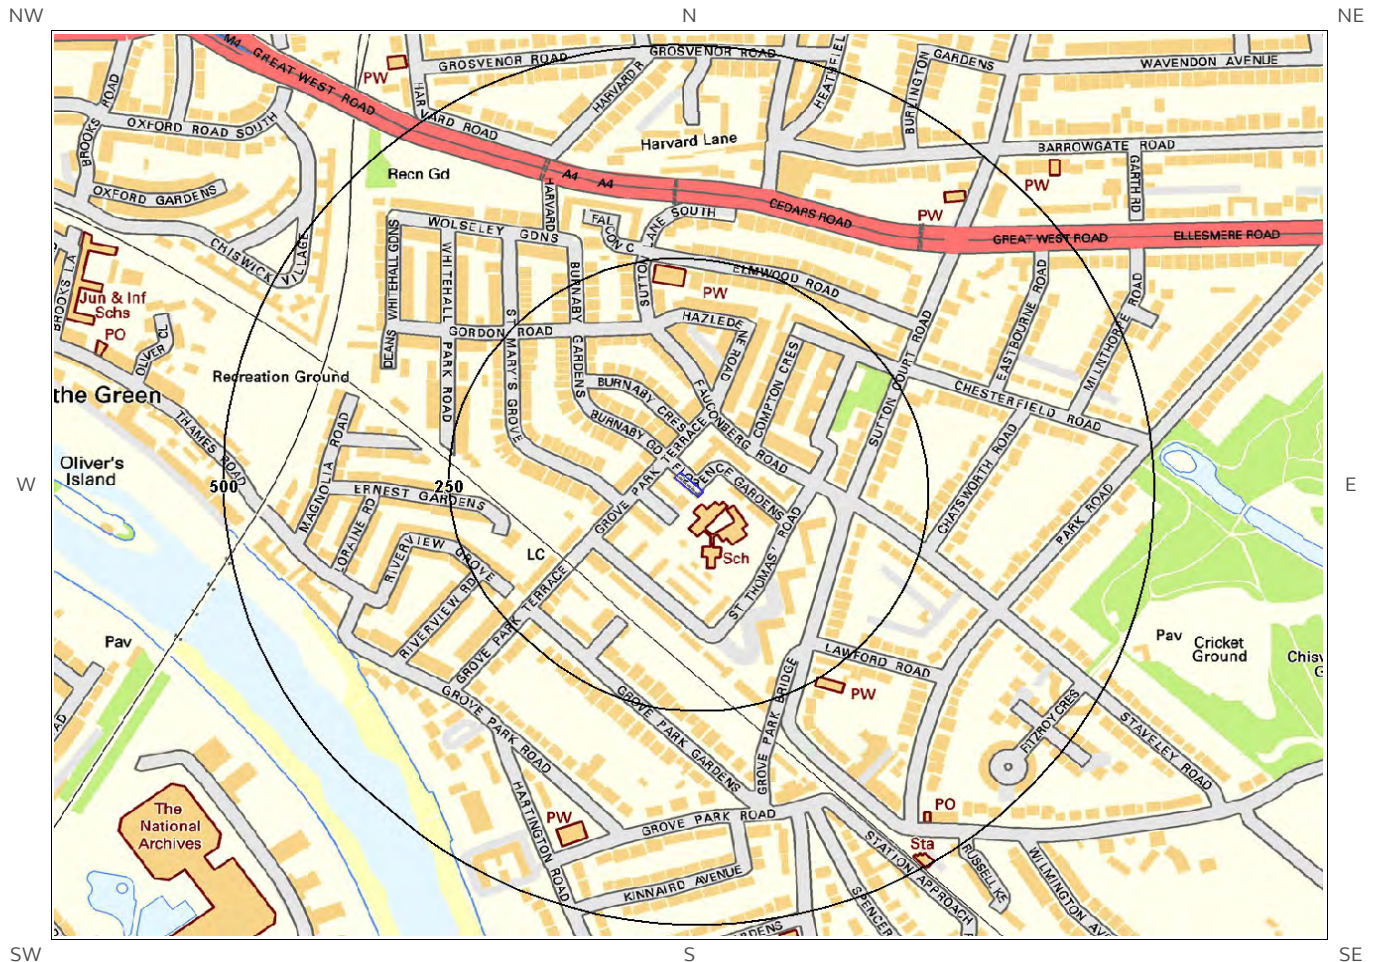 NW
N
NE
M4
GREAT WEST ROAD
PW
GROSVENOR ROAD
GROSVENOR ROAD
HARVARD R
HEATHFIEL
BURLINGTON
GARDENS
WAVENDON AVENUE
BROOKS
ROAD
OXFORD ROAD SOUTH
HARVARD ROAD
Harvard Lane
BARROWGATE ROAD
PW
GARTH RD
OXFORD GARDENS
Recn Gd
A4
A4
HARVARD
CEDARS ROAD
PW
GREAT WEST ROAD
ELLESMERE ROAD
CHISWICK
VILLAGE
WOLSELEY GDNS
FALCON C
LANE SOUTH
SUTTO
ELMWOOD ROAD
PW
BROOKS LA
Jun & Inf
Schs
PO
OLIVER CL
DEANS
WHITEHALL GDNS
WHITEHALL
PARK ROAD
GORDON ROAD
ST MARY'S GROVE
BURNABY
GARDENS
HAZLEDENE ROAD
SUTTON COURT ROAD
EASTBOURNE ROAD
MILNTHORPE ROAD
Recreation Ground
the Green
THAMES ROAD
BURNABY CRES
BURNABY GD
FAUCONBERG ROAD
COMPTON CRES
CHESTERFIELD ROAD
CHATSWORTH ROAD
PARK ROAD
W
E
Oliver's
Island
500
250
MAGNOLIA ROAD
ERNEST GARDENS
LORAINE RD
GROVE
PARK TERRACE
GARDENS
Sch
ST THOMAS' ROAD
RIVERVIEW GROVE
RIVERVIEW RD
LC
GROVE PARK TERRACE
Pav
LAWFORD ROAD
PW
Pav
Cricket
Ground
Chisw
G
GROVE PARK ROAD
GROVE PARK GARDENS
GROVE PARK BRIDGE
FITZROY CRES
STAVELEY ROAD
The
National
Archives
HARTINGTON ROAD
PW
GROVE PARK ROAD
KINNAIRD AVENUE
PO
Sta
STATION APPROACH
RUSSELL KE
WILMINGTON AV
SPENCER
RDENS
SW
S
SE